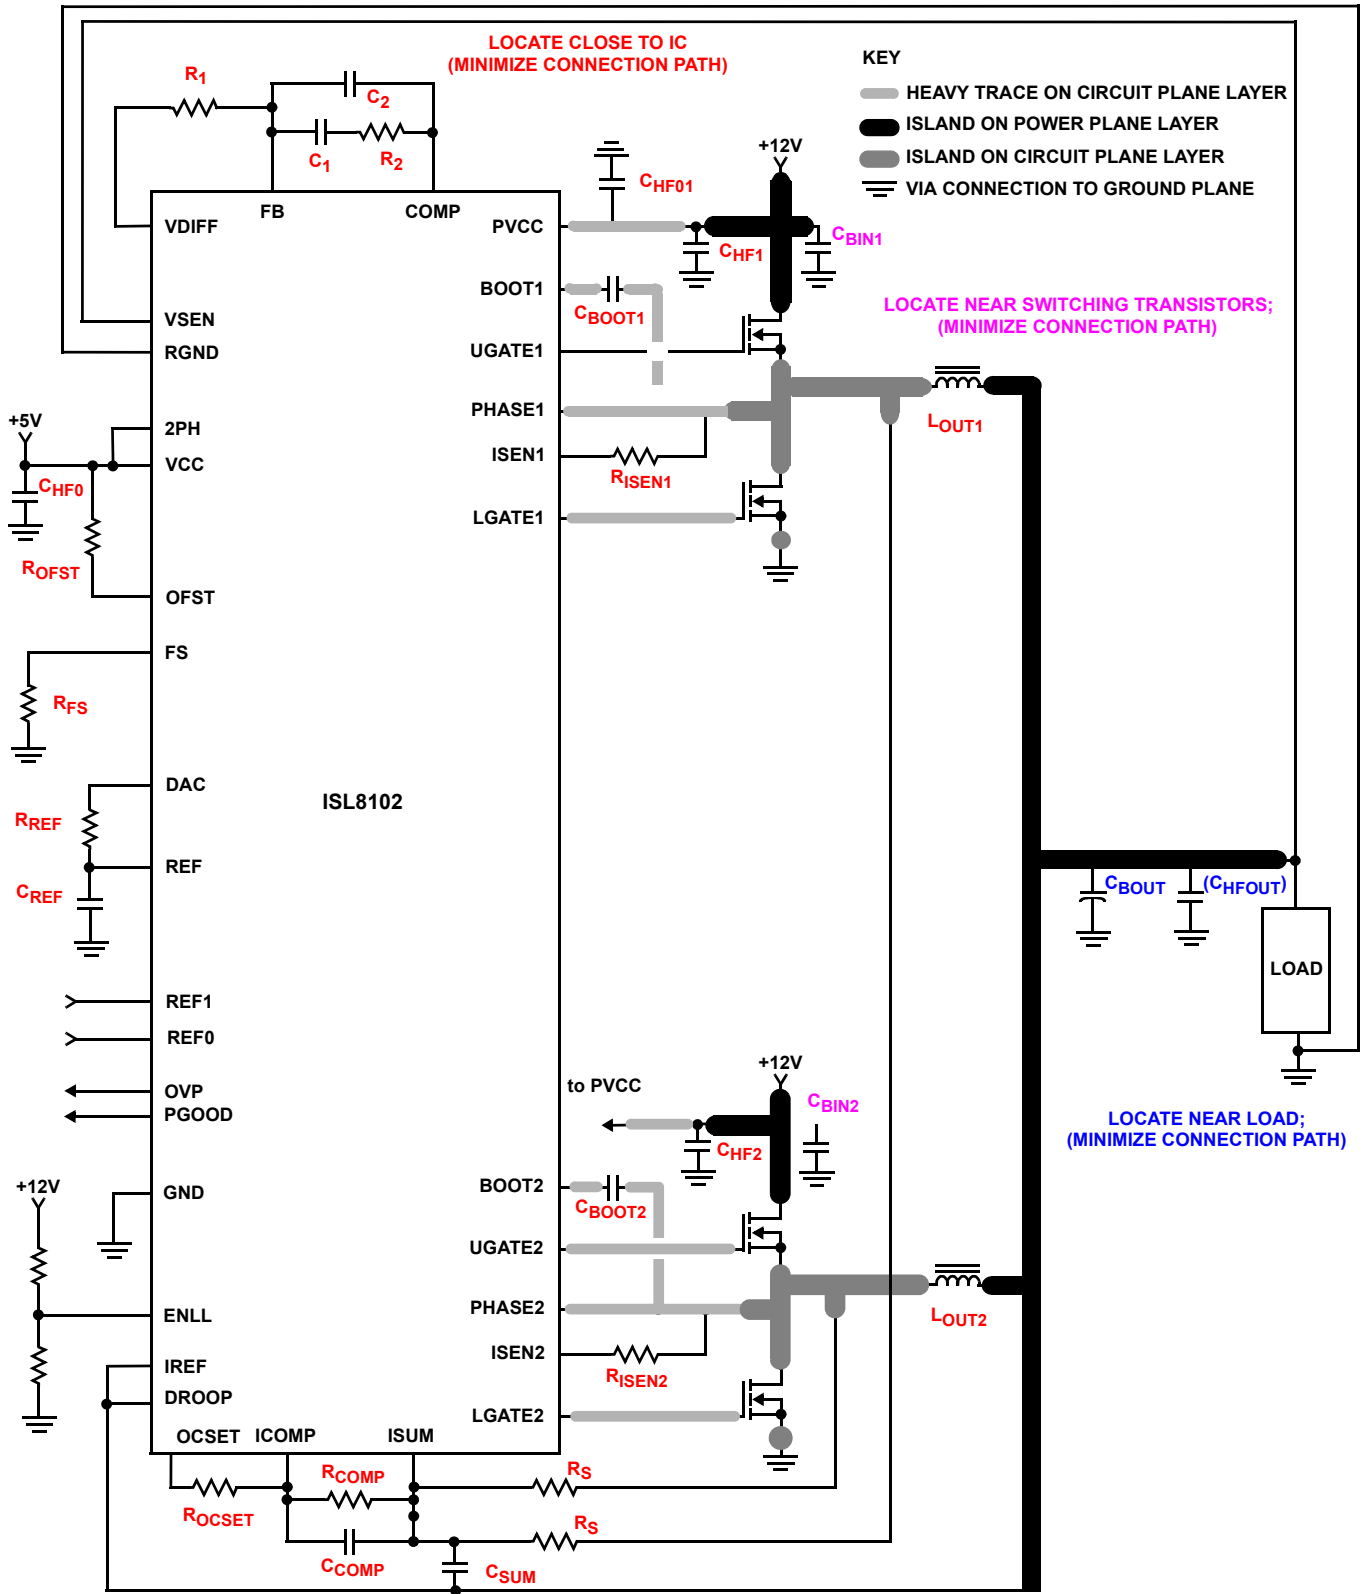 LOCATE CLOSE TO IC
(MINIMIZE CONNECTION PATH)
KEY
HEAVY TRACE ON CIRCUIT PLANE LAYER
ISLAND ON POWER PLANE LAYER
ISLAND ON CIRCUIT PLANE LAYER
VIA CONNECTION TO GROUND PLANE
R1
C2
C1
R2
+12V
CHF01
CHF1
CBIN1
FB
COMP
VDIFF
PVCC
BOOT1
CBOOT1
LOCATE NEAR SWITCHING TRANSISTORS;
(MINIMIZE CONNECTION PATH)
VSEN
RGND
UGATE1
+5V
2PH
VCC
CHF0
PHASE1
ISEN1
RISEN1
LOUT1
LGATE1
ROFST
OFST
FS
RFS
DAC
RREF
REF
CREF
ISL8102
CBOUT
(CHFOUT)
LOAD
REF1
REF0
OVP
PGOOD
+12V
to PVCC
CBIN2
CHF2
LOCATE NEAR LOAD;
(MINIMIZE CONNECTION PATH)
+12V
GND
BOOT2
CBOOT2
UGATE2
PHASE2
ENLL
LOUT2
ISEN2
RISEN2
IREF
DROOP
LGATE2
OCSET
ICOMP
ISUM
RCOMP
RS
ROCSET
RS
CCOMP
CSUM